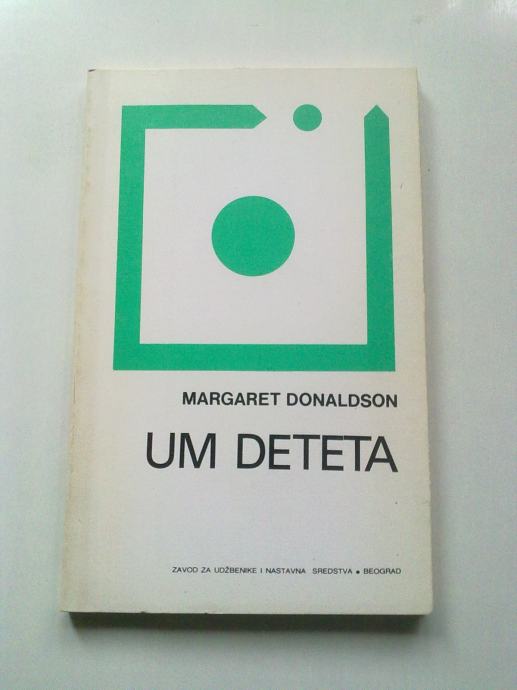 MARGARET DONALDSON
UM DETETA
ZAVOD ZA UDŽBENIKE I NASTAVNA SREDSTVA • BEOGRAD